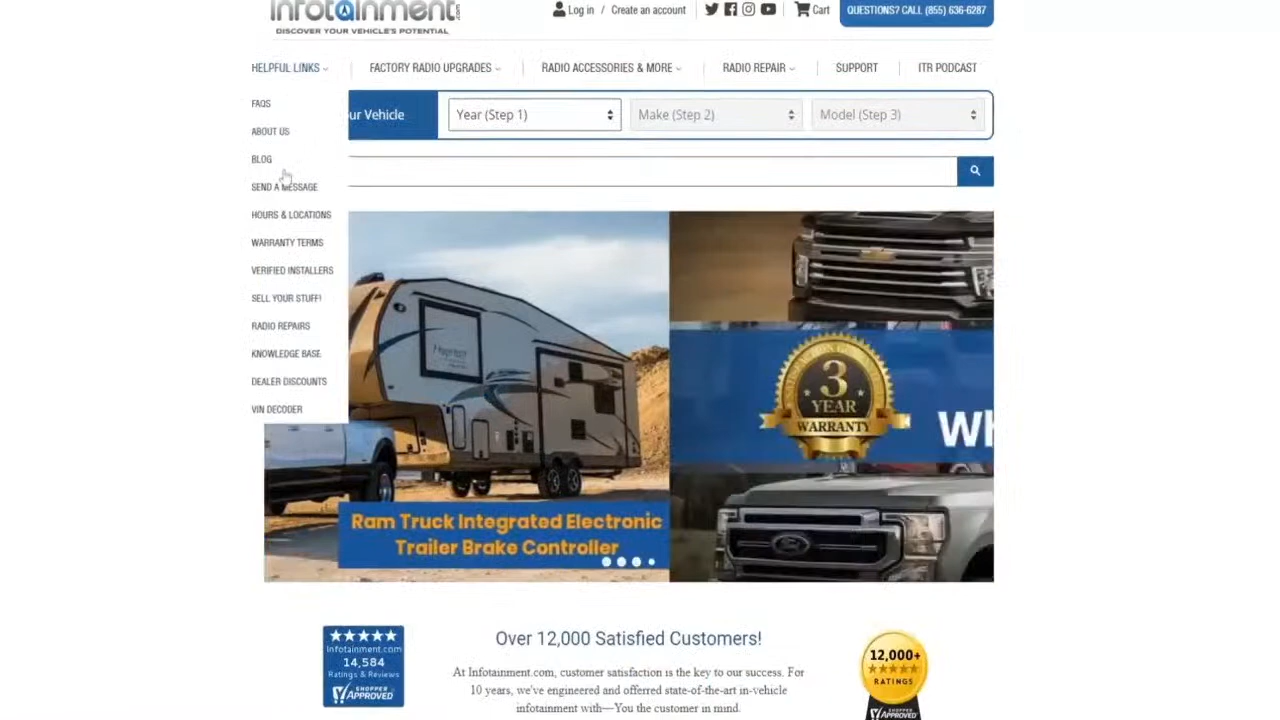 infotainment.com
DISCOVER YOUR VEHICLE'S POTENTIAL
Log in / Create an account
Cart
QUESTIONS? CALL (855) 636-6287
HELPFUL LINKS
FACTORY RADIO UPGRADES
RADIO ACCESSORIES & MORE
RADIO REPAIR
SUPPORT
ITR PODCAST
FAQS
ABOUT US
BLOG
SEND A MESSAGE
HOURS & LOCATIONS
WARRANTY TERMS
VERIFIED INSTALLERS
SELL YOUR STUFF!
RADIO REPAIRS
KNOWLEDGE BASE
DEALER DISCOUNTS
VIN DECODER
ur Vehicle
Year (Step 1)
Make (Step 2)
Model (Step 3)
3
YEAR
WARRANTY
Wh
Ford
Ram Truck Integrated Electronic
Trailer Brake Controller
Infotainment.com
14,584
Ratings & Reviews
SHOPPER
APPROVED
Over 12,000 Satisfied Customers!
At Infotainment.com, customer satisfaction is the key to our success. For
10 years, we've engineered and offerred state-of-the-art in-vehicle
infotainment with—You the customer in mind.
12,000+
RATINGS
SHOPPER
APPROVED